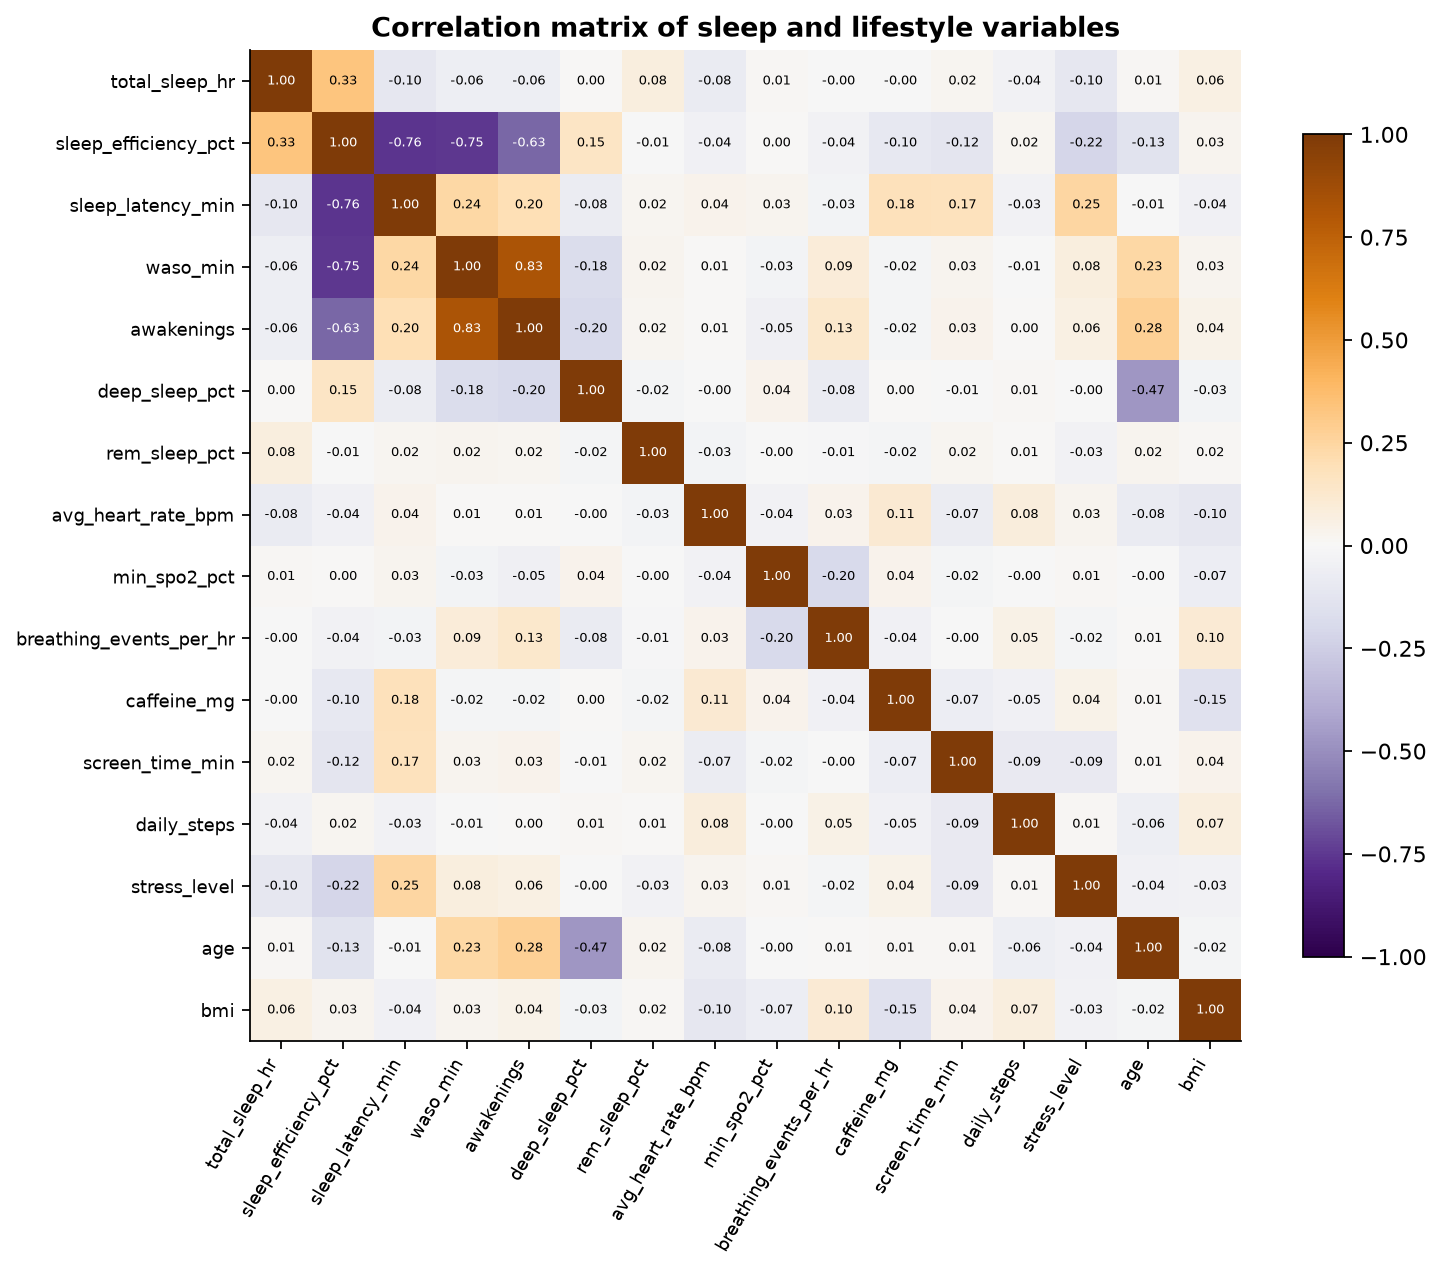 Correlation matrix of sleep and lifestyle variables
total_sleep_hr 1.00 0.33 -0.10 -0.06 -0.06 0.00 0.08 -0.08 0.01 -0.00 -0.00 0.02 -0.04 -0.10 0.01 0.06
sleep_efficiency_pct 0.33 1.00 -0.76 -0.75 -0.63 0.15 -0.01 -0.04 0.00 -0.04 -0.10 -0.12 0.02 -0.22 -0.13 0.03
sleep_latency_min -0.10 -0.76 1.00 0.24 0.20 -0.08 0.02 0.04 0.03 -0.03 0.18 0.17 -0.03 0.25 -0.01 -0.04
waso_min -0.06 -0.75 0.24 1.00 0.83 -0.18 0.02 0.01 -0.03 0.09 -0.02 0.03 -0.01 0.08 0.23 0.03
awakenings -0.06 -0.63 0.20 0.83 1.00 -0.20 0.02 0.01 -0.05 0.13 -0.02 0.03 0.00 0.06 0.28 0.04
deep_sleep_pct 0.00 0.15 -0.08 -0.18 -0.20 1.00 -0.02 -0.00 0.04 -0.08 0.00 -0.01 0.01 -0.00 -0.47 -0.03
rem_sleep_pct 0.08 -0.01 0.02 0.02 0.02 -0.02 1.00 -0.03 -0.00 -0.01 -0.02 0.02 0.01 -0.03 0.02 0.02
avg_heart_rate_bpm -0.08 -0.04 0.04 0.01 0.01 -0.00 -0.03 1.00 -0.04 0.03 0.11 -0.07 0.08 0.03 -0.08 -0.10
min_spo2_pct 0.01 0.00 0.03 -0.03 -0.05 0.04 -0.00 -0.04 1.00 -0.20 0.04 -0.02 -0.00 0.01 -0.00 -0.07
breathing_events_per_hr -0.00 -0.04 -0.03 0.09 0.13 -0.08 -0.01 0.03 -0.20 1.00 -0.04 -0.00 0.05 -0.02 0.01 0.10
caffeine_mg -0.00 -0.10 0.18 -0.02 -0.02 0.00 -0.02 0.11 0.04 -0.04 1.00 -0.07 -0.05 0.04 0.01 -0.15
screen_time_min 0.02 -0.12 0.17 0.03 0.03 -0.01 0.02 -0.07 -0.02 -0.00 -0.07 1.00 -0.09 -0.09 0.01 0.04
daily_steps -0.04 0.02 -0.03 -0.01 0.00 0.01 0.01 0.08 -0.00 0.05 -0.05 -0.09 1.00 0.01 -0.06 0.07
stress_level -0.10 -0.22 0.25 0.08 0.06 -0.00 -0.03 0.03 0.01 -0.02 0.04 -0.09 0.01 1.00 -0.04 -0.03
age 0.01 -0.13 -0.01 0.23 0.28 -0.47 0.02 -0.08 -0.00 0.01 0.01 0.01 -0.06 -0.04 1.00 -0.02
bmi 0.06 0.03 -0.04 0.03 0.04 -0.03 0.02 -0.10 -0.07 0.10 -0.15 0.04 0.07 -0.03 -0.02 1.00
total_sleep_hr
sleep_efficiency_pct
sleep_latency_min
waso_min
awakenings
deep_sleep_pct
rem_sleep_pct
avg_heart_rate_bpm
min_spo2_pct
breathing_events_per_hr
caffeine_mg
screen_time_min
daily_steps
stress_level
age
bmi
1.00
0.75
0.50
0.25
0.00
−0.25
−0.50
−0.75
−1.00